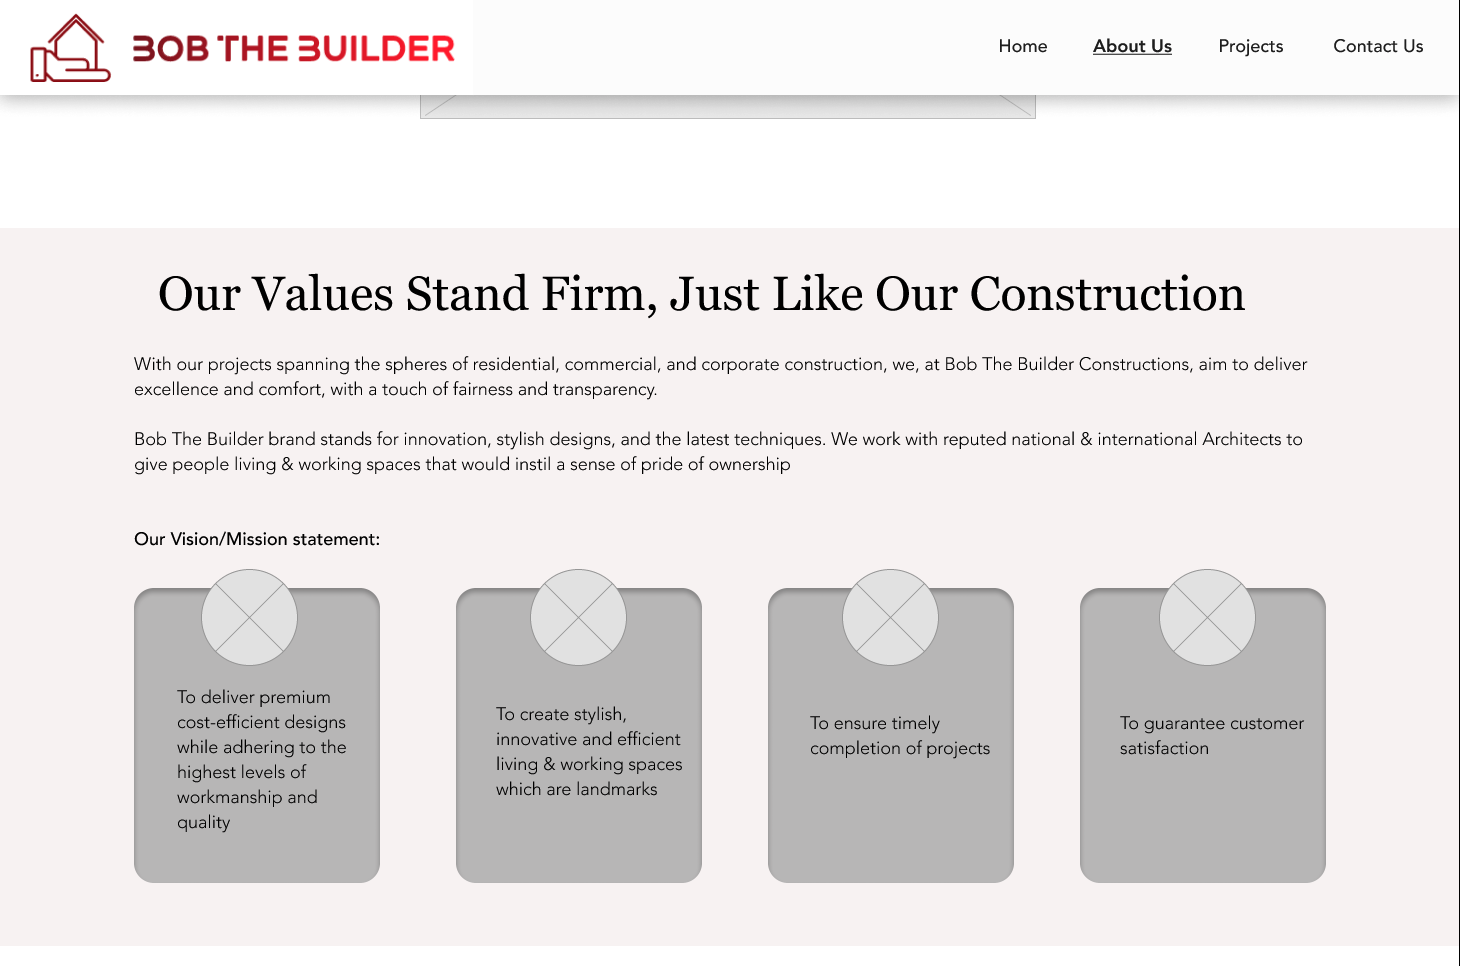 BOB THE BUILDER
Home
About Us
Projects
Contact Us
Our Values Stand Firm, Just Like Our Construction
With our projects spanning the spheres of residential, commercial, and corporate construction, we, at Bob The Builder Constructions, aim to deliver
excellence and comfort, with a touch of fairness and transparency.
Bob The Builder brand stands for innovation, stylish designs, and the latest techniques. We work with reputed national & international Architects to
give people living & working spaces that would instil a sense of pride of ownership
Our Vision/Mission statement:
To deliver premium
cost-efficient designs
while adhering to the
highest levels of
workmanship and
quality
To create stylish,
innovative and efficient
living & working spaces
which are landmarks
To ensure timely
completion of projects
To guarantee customer
satisfaction